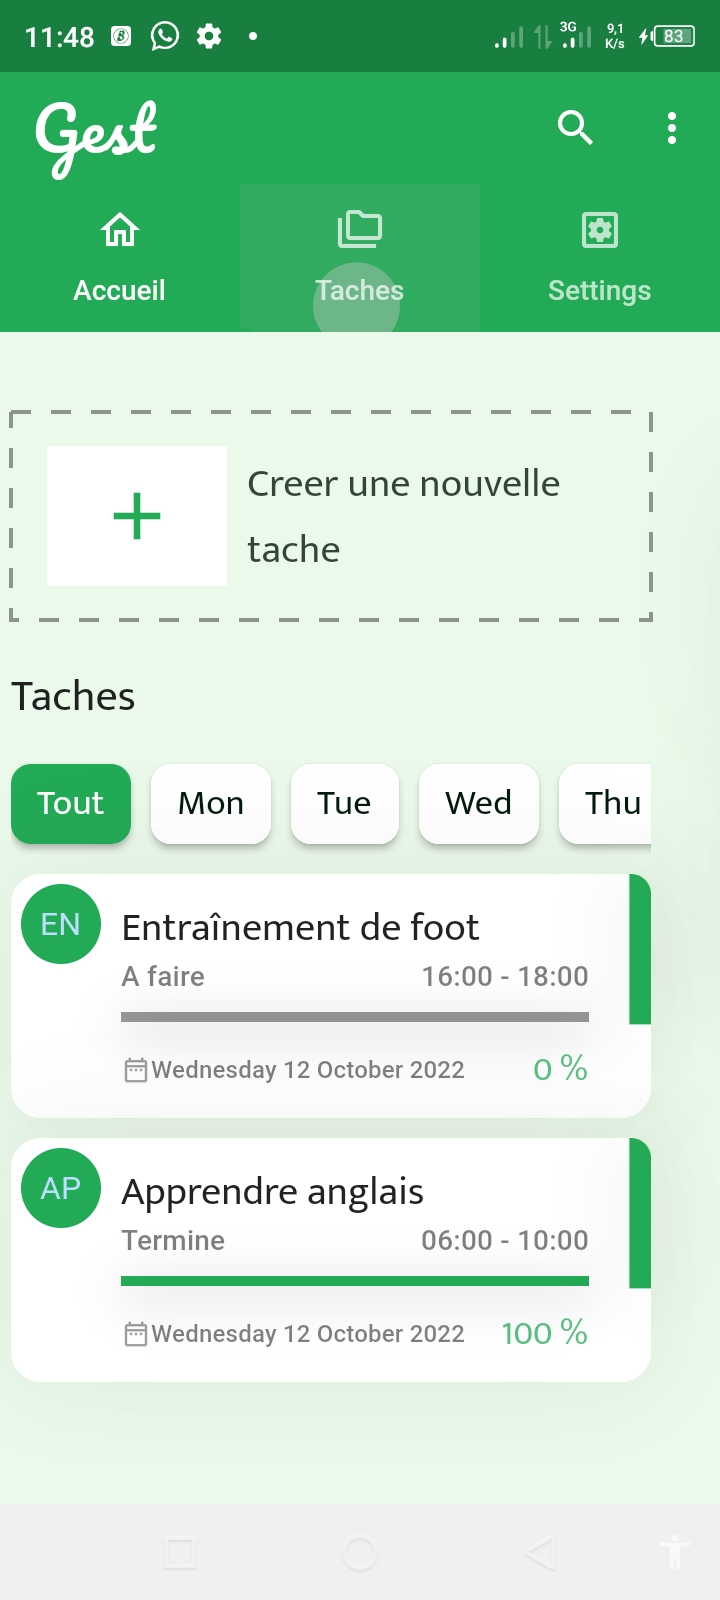 11:48
3G
9,1
K/s
83
Gest
Accueil
Taches
Settings
Creer une nouvelle
tache
Taches
Tout
Mon
Tue
Wed
Thu
EN
Entraînement de foot
A faire
16:00 - 18:00
Wednesday 12 October 2022
0 %
AP
Apprendre anglais
Termine
06:00 - 10:00
Wednesday 12 October 2022
100 %